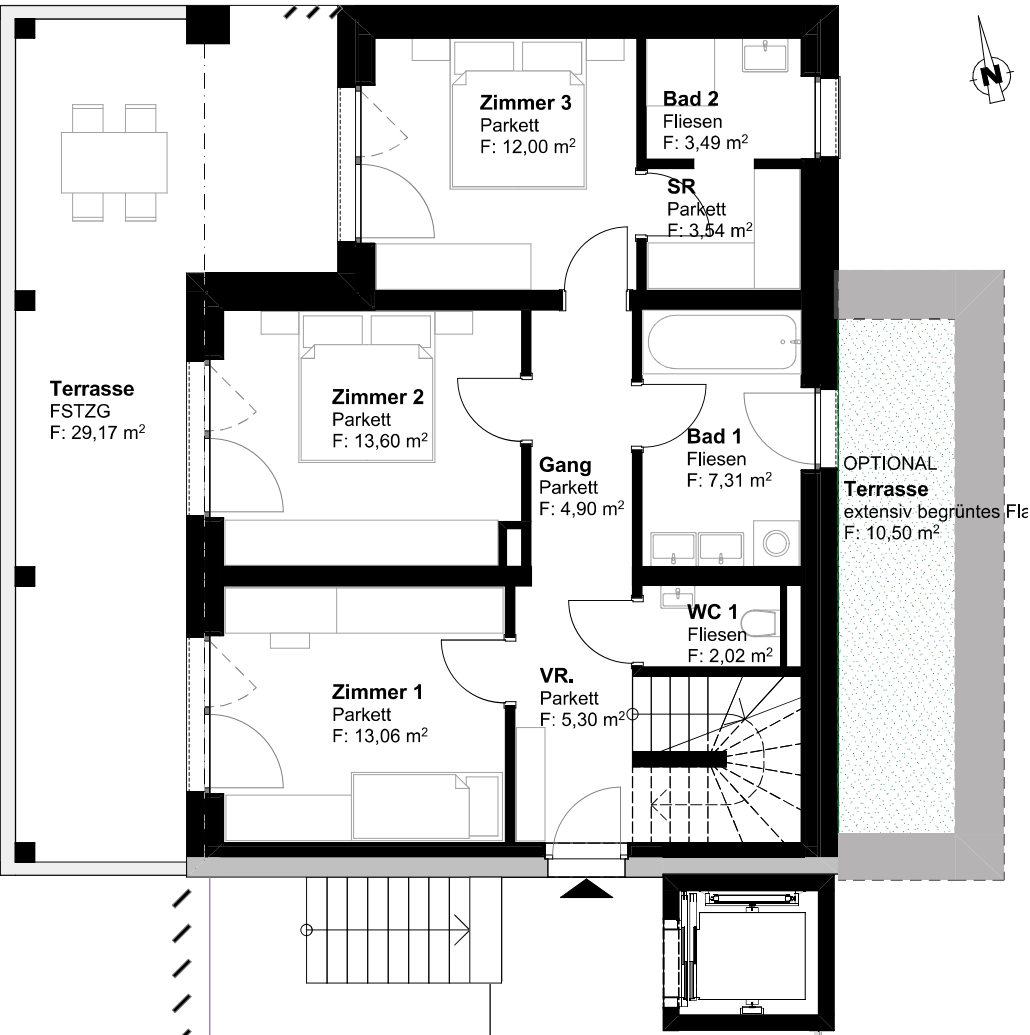 N
Zimmer 3
Parkett
F: 12,00 m²
Bad 2
Fliesen
F: 3,49 m²
SR
Parkett
F: 3,54 m²
Terrasse
FSTZG
F: 29,17 m²
Zimmer 2
Parkett
F: 13,60 m²
Gang
Parkett
F: 4,90 m²
Bad 1
Fliesen
F: 7,31 m²
OPTIONAL
Terrasse
extensiv begrüntes Fla
F: 10,50 m²
WC 1
Fliesen
F: 2,02 m²
Zimmer 1
Parkett
F: 13,06 m²
VR.
Parkett
F: 5,30 m²